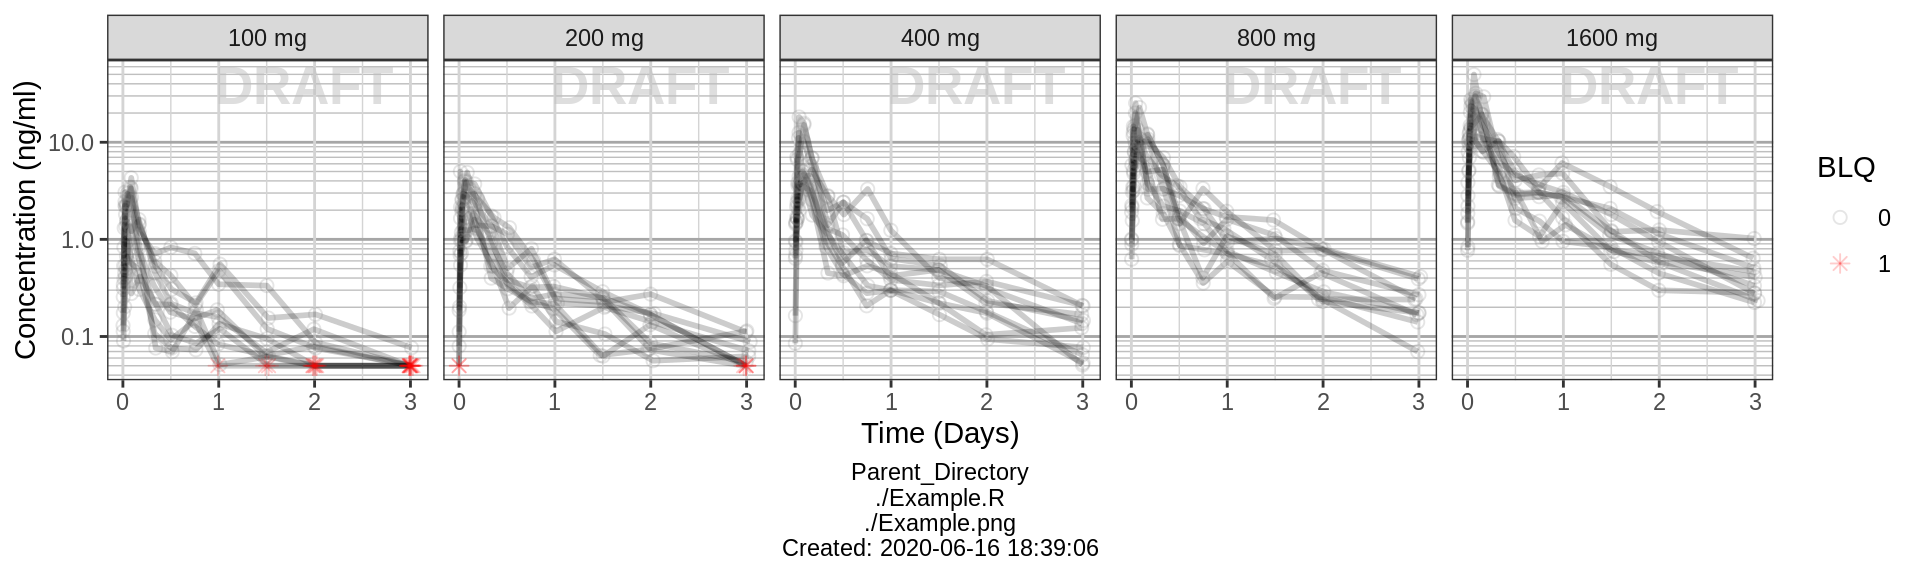 100 mg 200 mg 400 mg 800 mg 1600 mg
DRAFT DRAFT DRAFT DRAFT DRAFT
Concentration (ng/ml)
10.0
1.0
0.1
0 1 2 3 0 1 2 3 0 1 2 3 0 1 2 3 0 1 2 3
Time (Days)
BLQ
0
1
Parent_Directory
./Example.R
./Example.png
Created: 2020-06-16 18:39:06